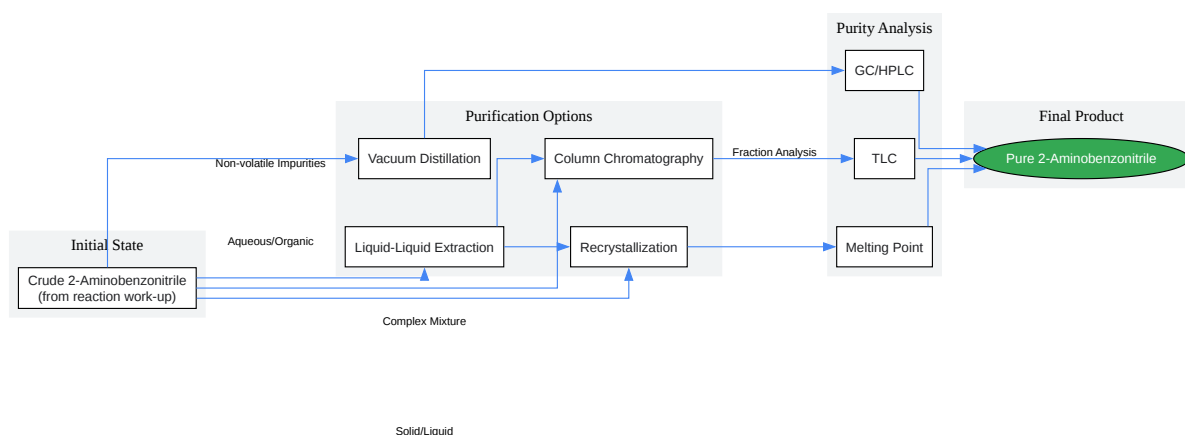 Purity Analysis
GC/HPLC
Purification Options
Final Product
Vacuum Distillation
Column Chromatography
Fraction Analysis
TLC
Pure 2-Aminobenzonitrile
Non-volatile Impurities
Initial State
Aqueous/Organic
Liquid-Liquid Extraction
Recrystallization
Melting Point
Crude 2-Aminobenzonitrile
(from reaction work-up)
Complex Mixture
Solid/Liquid